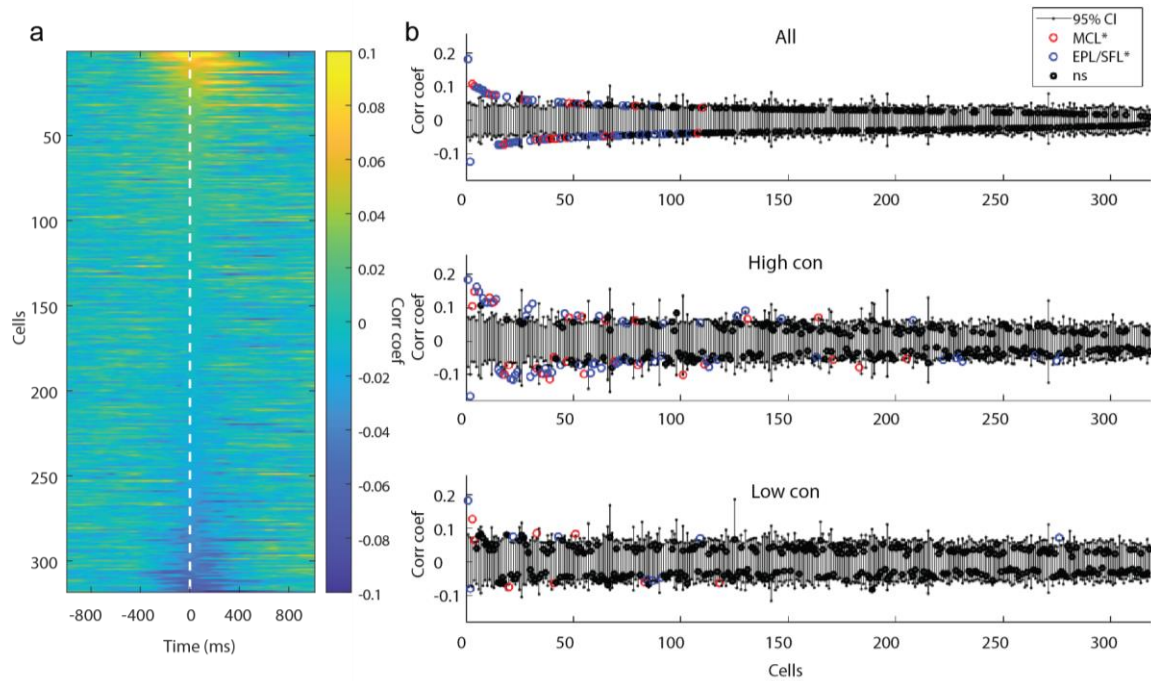 a
0.1
50
0.08
0.06
100
0.04
0.02
150
Cells
0
Corr coef
200
-0.02
-0.04
250
-0.06
-0.08
300
-0.1
-800 -400 0 400 800
Time (ms)
b
95% CI
MCL*
EPL/SFL*
ns
All
Corr coef
0.2
0.1
0
-0.1
0 50 100 150 200 250 300
High con
Corr coef
0.2
0.1
0
-0.1
0 50 100 150 200 250 300
Low con
Corr coef
0.2
0.1
0
-0.1
0 50 100 150 200 250 300
Cells